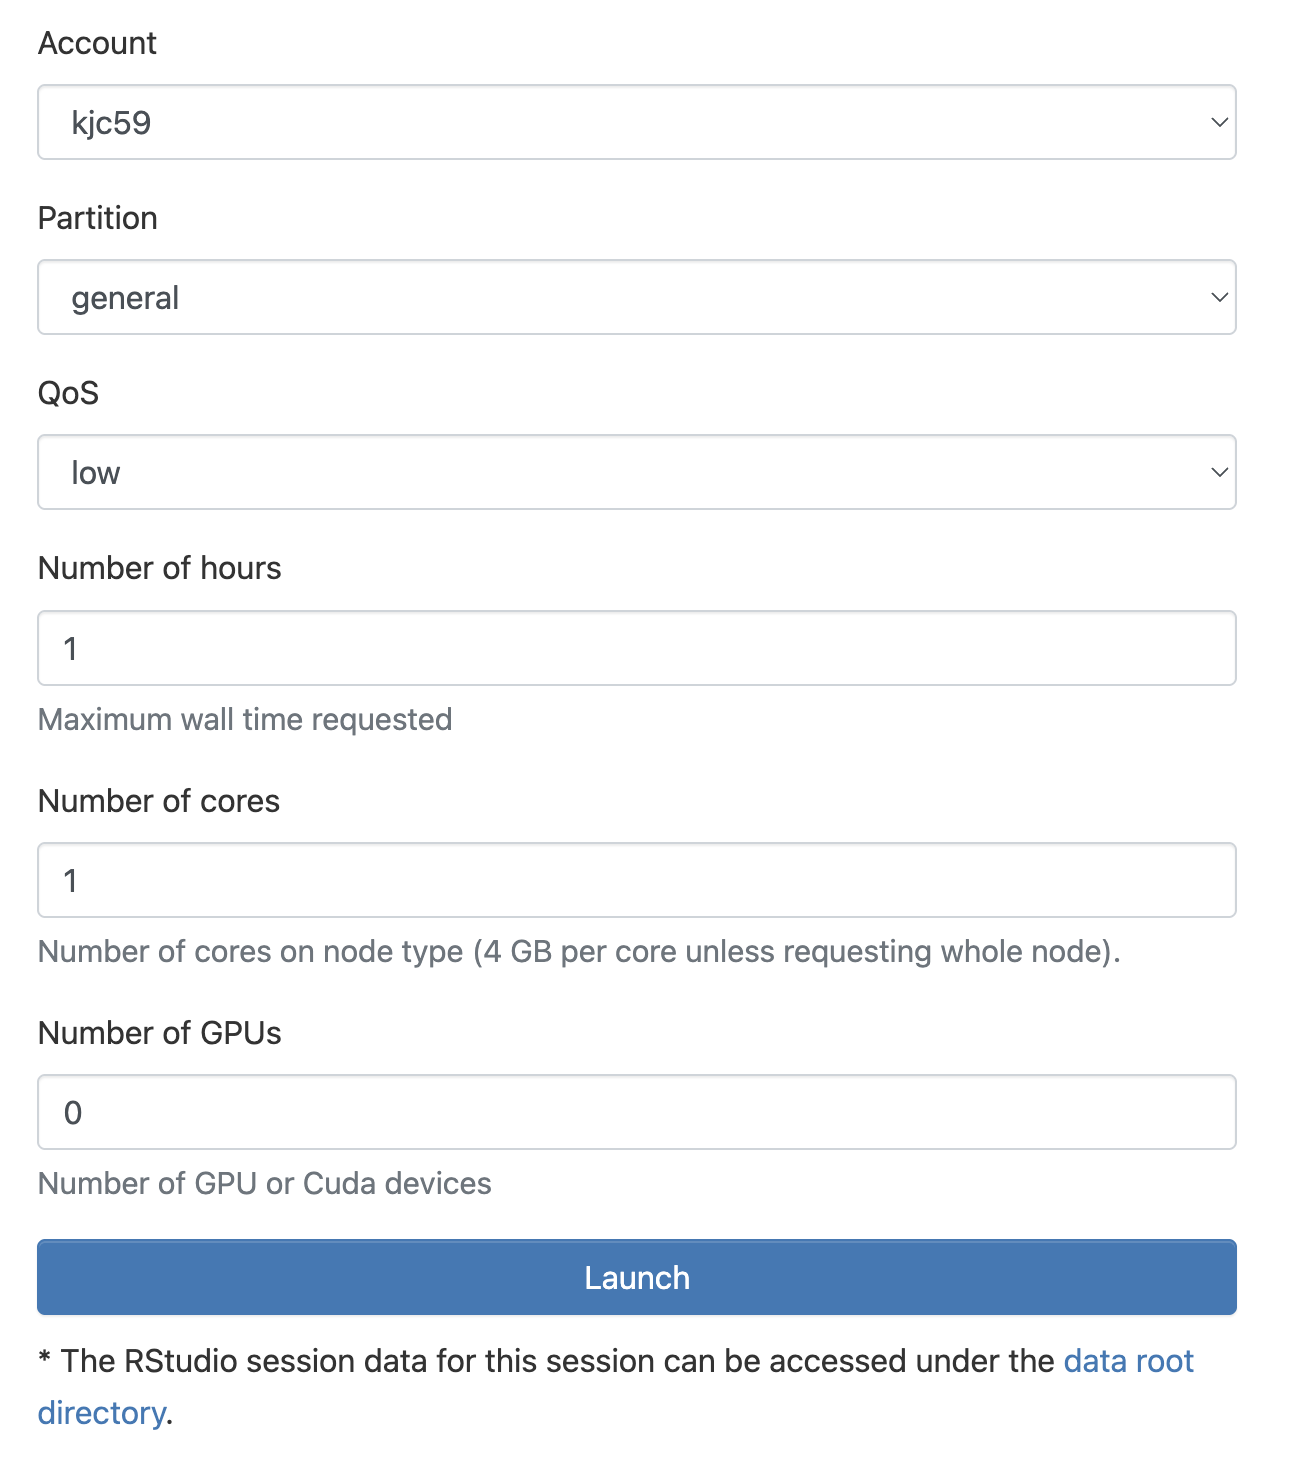 Account
kjc59
Partition
general
QoS
low
Number of hours
1
Maximum wall time requested
Number of cores
1
Number of cores on node type (4 GB per core unless requesting whole node).
Number of GPUs
0
Number of GPU or Cuda devices
Launch
* The RStudio session data for this session can be accessed under the data root
directory.